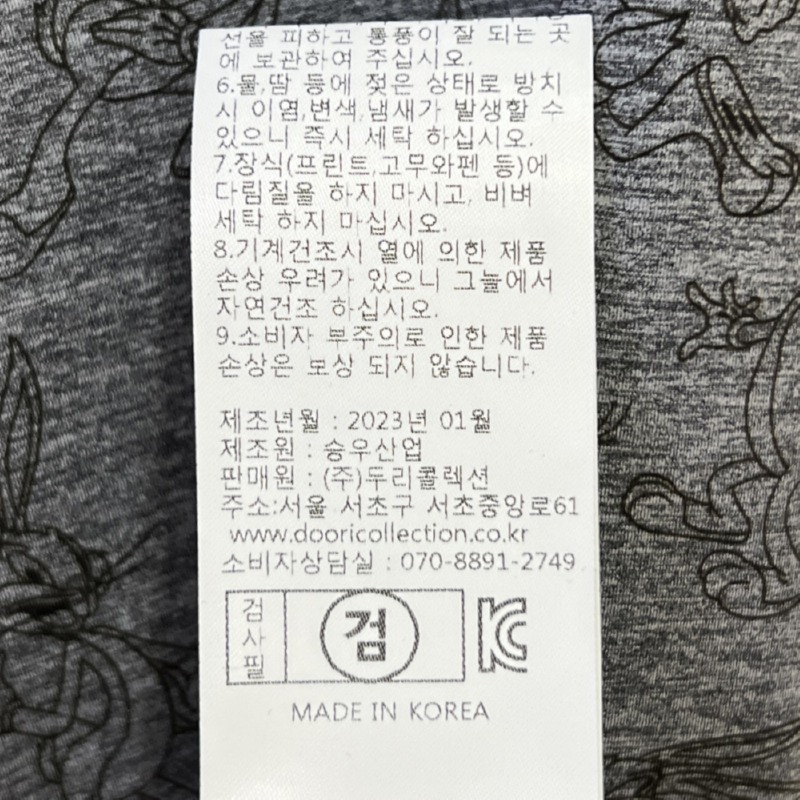 선을 피하고 통풍이 잘 되는 곳
에 보관하여 주십시오.
6.물,땀 등에 젖은 상태로 방치
시 이염,변색,냄새가 발생할 수
있으니 즉시 세탁 하십시오.
7.장식(프린트,고무와펜 등)에
다림질을 하지 마시고, 비벼
세탁 하지 마십시오.
8.기계건조시 열에 의한 제품
손상 우려가 있으니 그늘에서
자연건조 하십시오.
9.소비자 부주의로 인한 제품
손상은 보상 되지 않습니다.
제조년월 : 2023년 01월
제조원 : 승우산업
판매원 : (주)두리콜렉션
주소:서울 서초구 서초중앙로61
www.dooricollection.co.kr
소비자상담실 : 070-8891-2749
검사필
검
KC
MADE IN KOREA